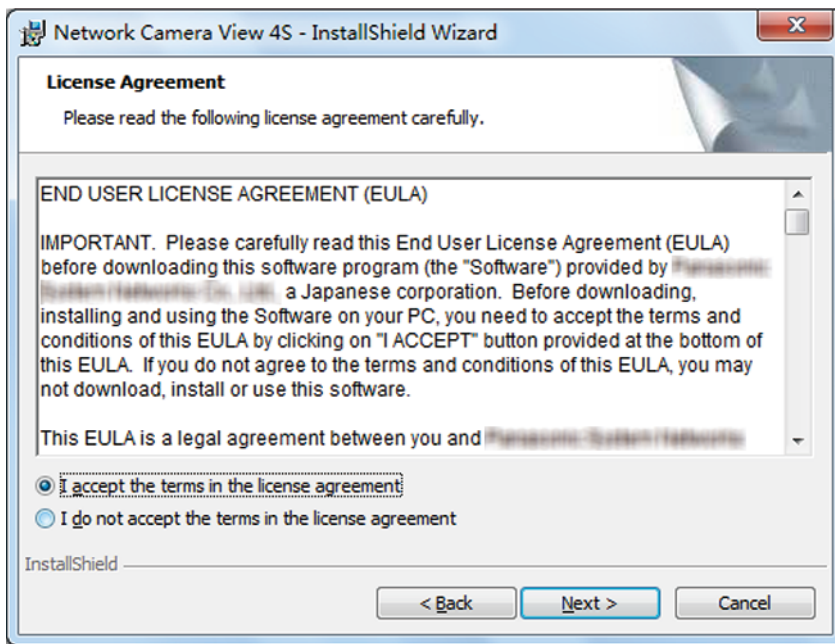 Network Camera View 4S - InstallShield Wizard
License Agreement
Please read the following license agreement carefully.
END USER LICENSE AGREEMENT (EULA)
IMPORTANT.  Please carefully read this End User License Agreement (EULA)
before downloading this software program (the "Software") provided by
a Japanese corporation.  Before downloading,
installing and using the Software on your PC, you need to accept the terms and
conditions of this EULA by clicking on "I ACCEPT" button provided at the bottom of
this EULA.  If you do not agree to the terms and conditions of this EULA, you may
not download, install or use this software.
This EULA is a legal agreement between you and
I accept the terms in the license agreement
I do not accept the terms in the license agreement
InstallShield
< Back Next > Cancel